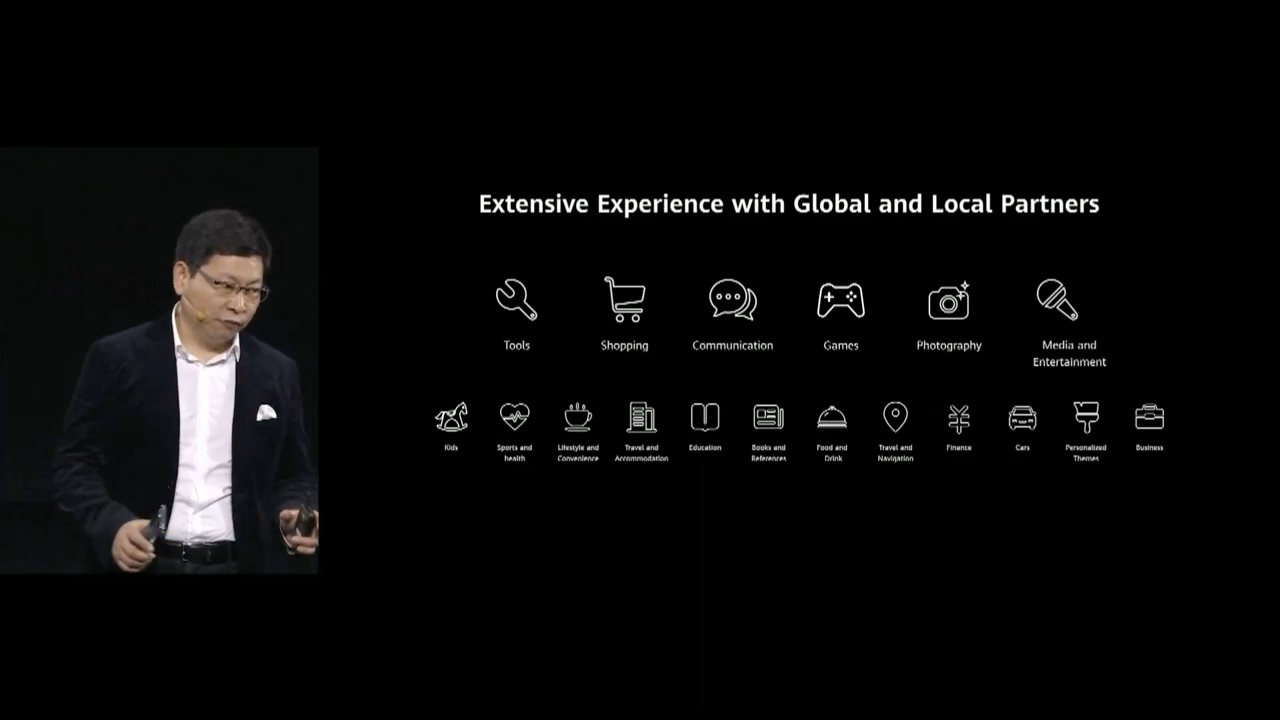 Extensive Experience with Global and Local Partners
Tools
Shopping
Communication
Games
Photography
Media and
Entertainment
Kids
Sports and
health
Lifestyle and
Convenience
Travel and
Accommodation
Education
Books and
References
Food and
Drink
Travel and
Navigation
Finance
Cars
Personalized
Themes
Business